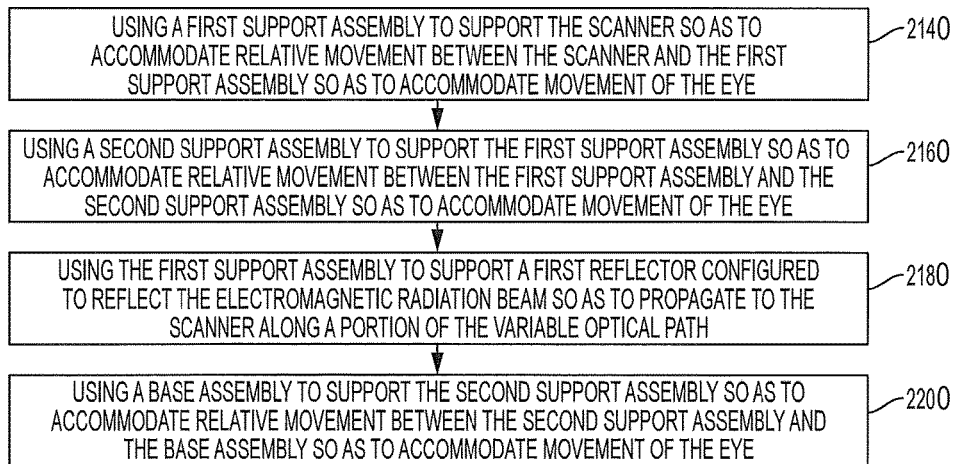 USING A FIRST SUPPORT ASSEMBLY TO SUPPORT THE SCANNER SO AS TO
ACCOMMODATE RELATIVE MOVEMENT BETWEEN THE SCANNER AND THE FIRST
SUPPORT ASSEMBLY SO AS TO ACCOMMODATE MOVEMENT OF THE EYE
2140
USING A SECOND SUPPORT ASSEMBLY TO SUPPORT THE FIRST SUPPORT ASSEMBLY SO AS TO
ACCOMMODATE RELATIVE MOVEMENT BETWEEN THE FIRST SUPPORT ASSEMBLY AND THE
SECOND SUPPORT ASSEMBLY SO AS TO ACCOMMODATE MOVEMENT OF THE EYE
2160
USING THE FIRST SUPPORT ASSEMBLY TO SUPPORT A FIRST REFLECTOR CONFIGURED
TO REFLECT THE ELECTROMAGNETIC RADIATION BEAM SO AS TO PROPAGATE TO THE
SCANNER ALONG A PORTION OF THE VARIABLE OPTICAL PATH
2180
USING A BASE ASSEMBLY TO SUPPORT THE SECOND SUPPORT ASSEMBLY SO AS TO
ACCOMMODATE RELATIVE MOVEMENT BETWEEN THE SECOND SUPPORT ASSEMBLY AND
THE BASE ASSEMBLY SO AS TO ACCOMMODATE MOVEMENT OF THE EYE
2200